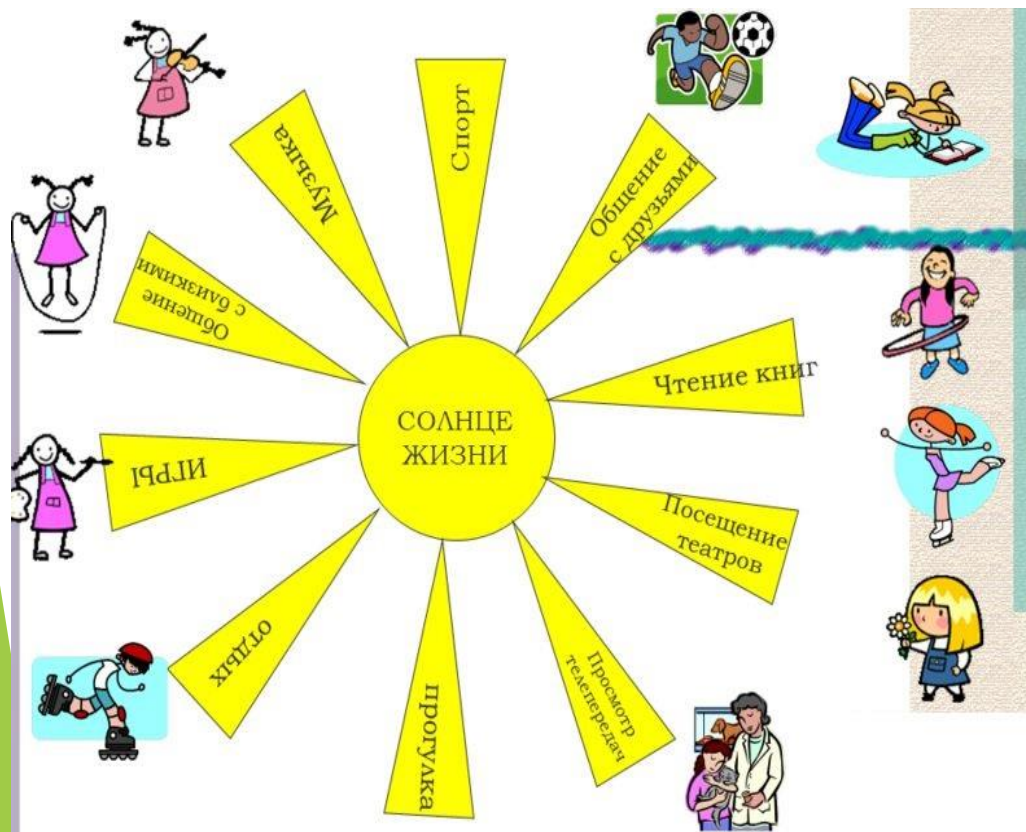 СОЛНЦЕ
ЖИЗНИ
Спорт
Общение
с друзьями
Чтение книг
Посещение
театров
Просмотр
телепередач
прогулка
отдых
ИГРЫ
Общение
с близкими
Музыка